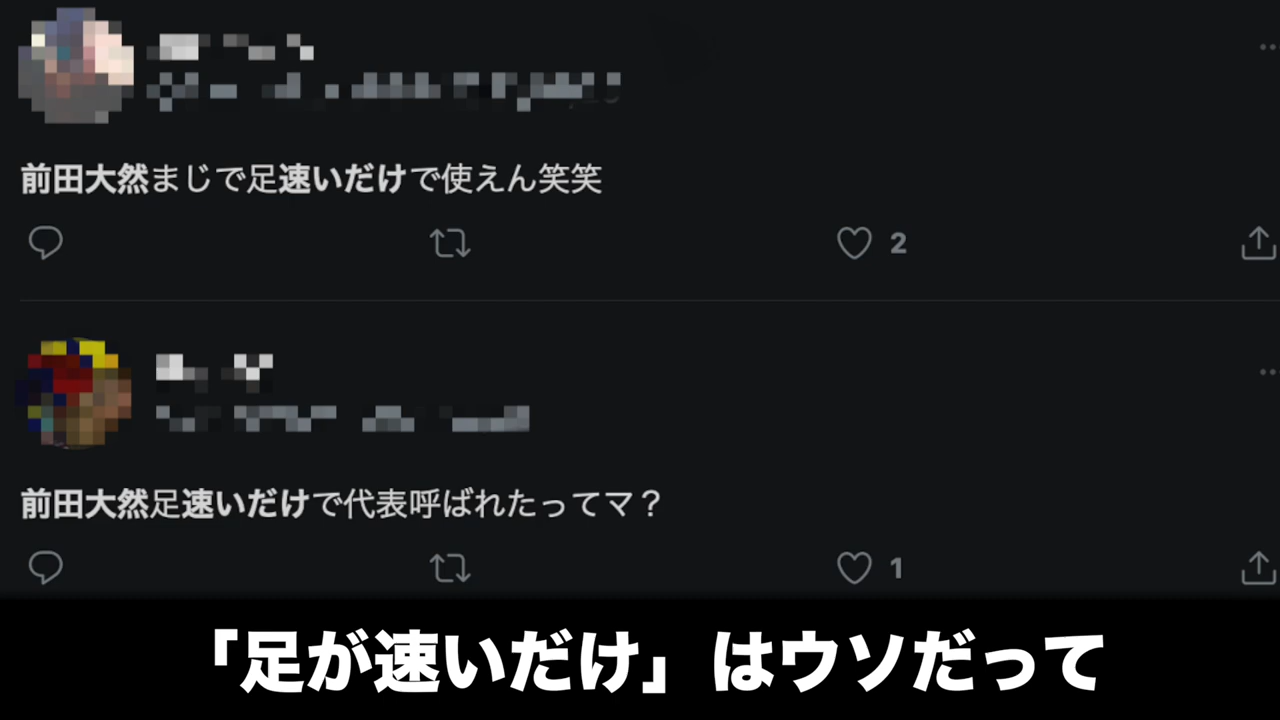 前田大然まじで足速いだけで使えん笑笑
2
前田大然足速いだけで代表呼ばれたってマ？
1
「足が速いだけ」はウソだって